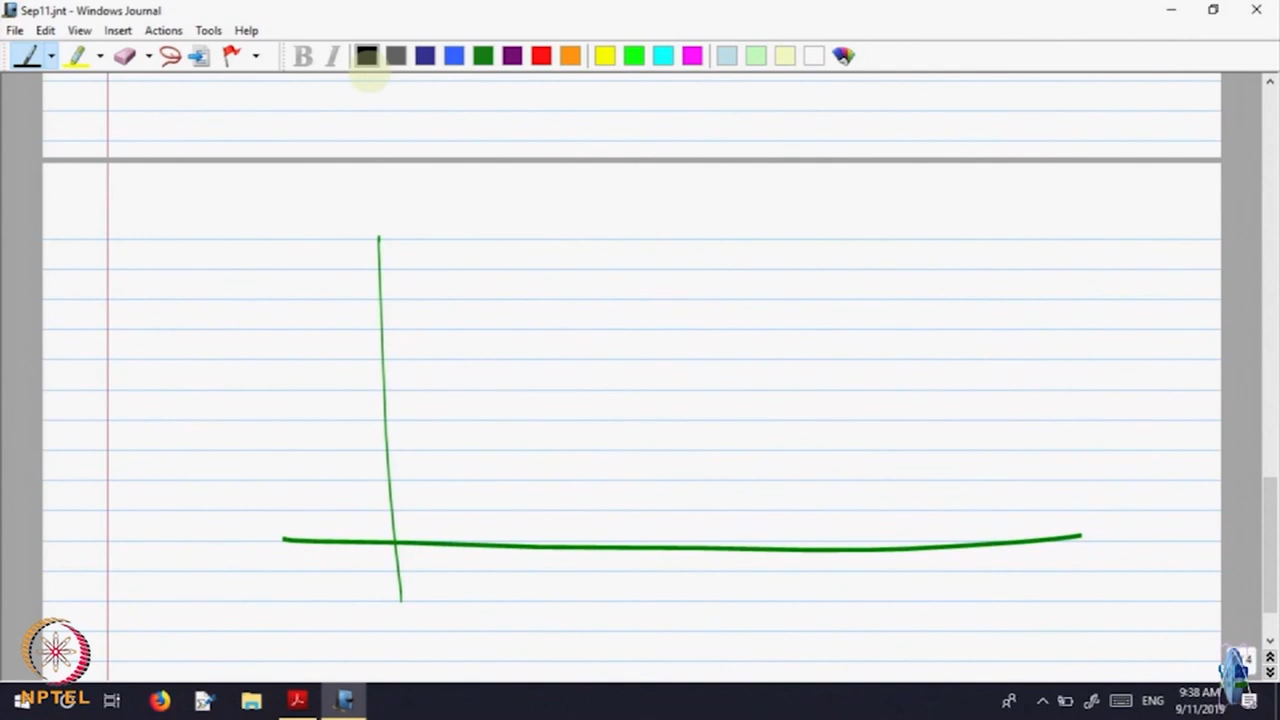 Sep11.jnt - Windows Journal
File Edit View Insert Actions Tools Help
B I
4
NPTEL
ENG
9:38 AM
9/11/2019